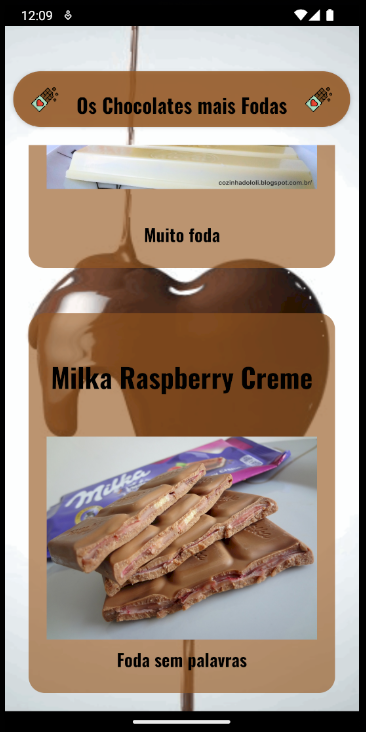 12:09
Os Chocolates mais Fodas
cozinhadololi.blogspot.com.br/
Muito foda
Milka Raspberry Creme
Milka
Foda sem palavras